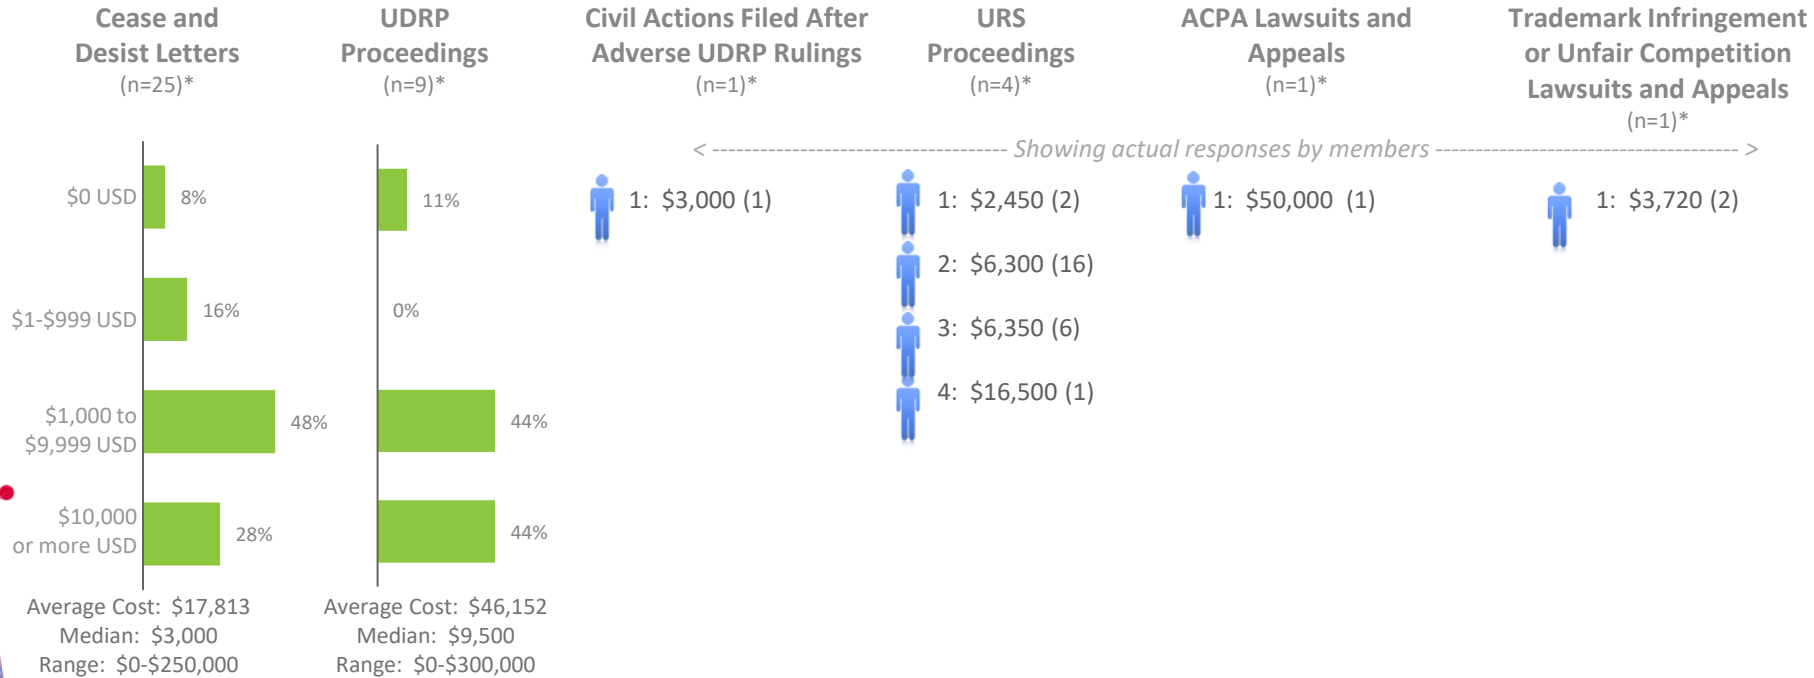 Cease and
Desist Letters
(n=25)*
UDRP
Proceedings
(n=9)*
Civil Actions Filed After
Adverse UDRP Rulings
(n=1)*
URS
Proceedings
(n=4)*
ACPA Lawsuits and
Appeals
(n=1)*
Trademark Infringement
or Unfair Competition
Lawsuits and Appeals
(n=1)*
< ------------------------------------ Showing actual responses by members ------------------------------------- >
$0 USD
8%
11%
$1-$999 USD
16%
0%
$1,000 to
$9,999 USD
48%
44%
$10,000
or more USD
28%
44%
Average Cost: $17,813
Median: $3,000
Range: $0-$250,000
Average Cost: $46,152
Median: $9,500
Range: $0-$300,000
1: $3,000 (1)
1: $2,450 (2)
2: $6,300 (16)
3: $6,350 (6)
4: $16,500 (1)
1: $50,000 (1)
1: $3,720 (2)